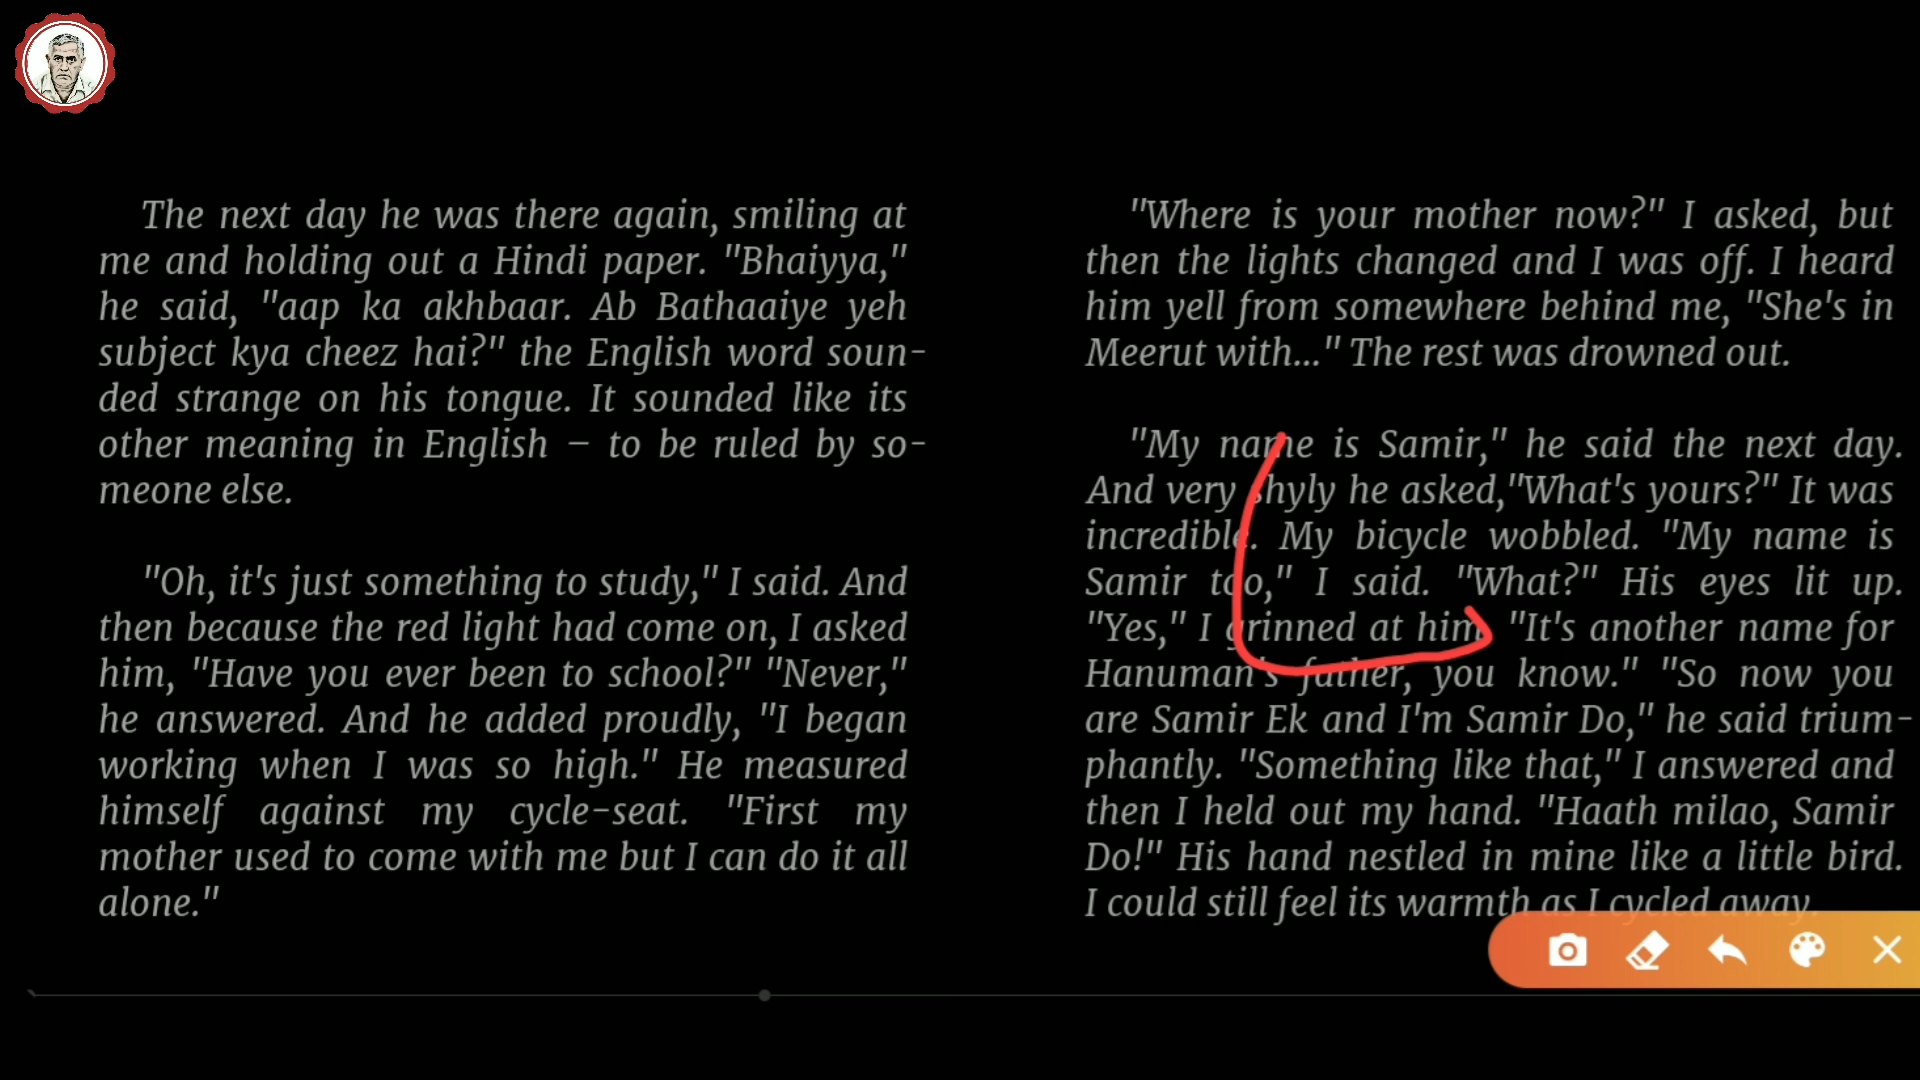 The next day he was there again, smiling at
me and holding out a Hindi paper. "Bhaiyya,"
he said, "aap ka akhbaar. Ab Bathaaiye yeh
subject kya cheez hai?" the English word soun-
ded strange on his tongue. It sounded like its
other meaning in English – to be ruled by so-
meone else.
"Oh, it's just something to study," I said. And
then because the red light had come on, I asked
him, "Have you ever been to school?" "Never,"
he answered. And he added proudly, "I began
working when I was so high." He measured
himself against my cycle-seat. "First my
mother used to come with me but I can do it all
alone."
"Where is your mother now?" I asked, but
then the lights changed and I was off. I heard
him yell from somewhere behind me, "She's in
Meerut with..." The rest was drowned out.
"My name is Samir," he said the next day.
And very shyly he asked,"What's yours?" It was
incredible. My bicycle wobbled. "My name is
Samir too," I said. "What?" His eyes lit up.
"Yes," I grinned at him. "It's another name for
Hanuman's father, you know." "So now you
are Samir Ek and I'm Samir Do," he said trium-
phantly. "Something like that," I answered and
then I held out my hand. "Haath milao, Samir
Do!" His hand nestled in mine like a little bird.
I could still feel its warmth as I cycled away.